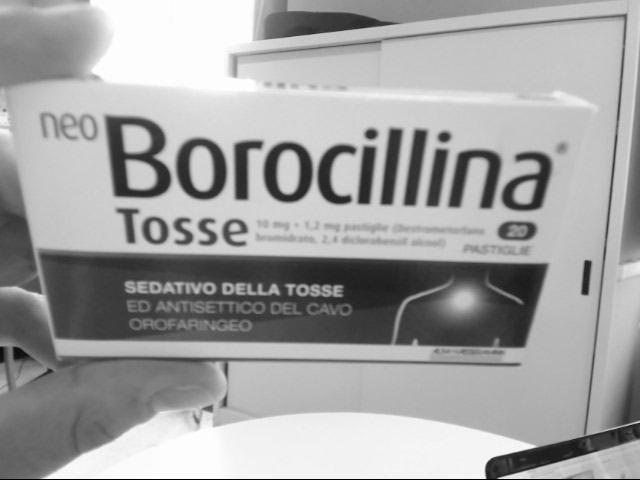 neo Borocillina®
Tosse
10 mg + 1,2 mg pastiglie (Destrometorfano
bromidrato, 2,4 diclorobenzil alcool)
20
PASTIGLIE
SEDATIVO DELLA TOSSE
ED ANTISETTICO DEL CAVO
OROFARINGEO